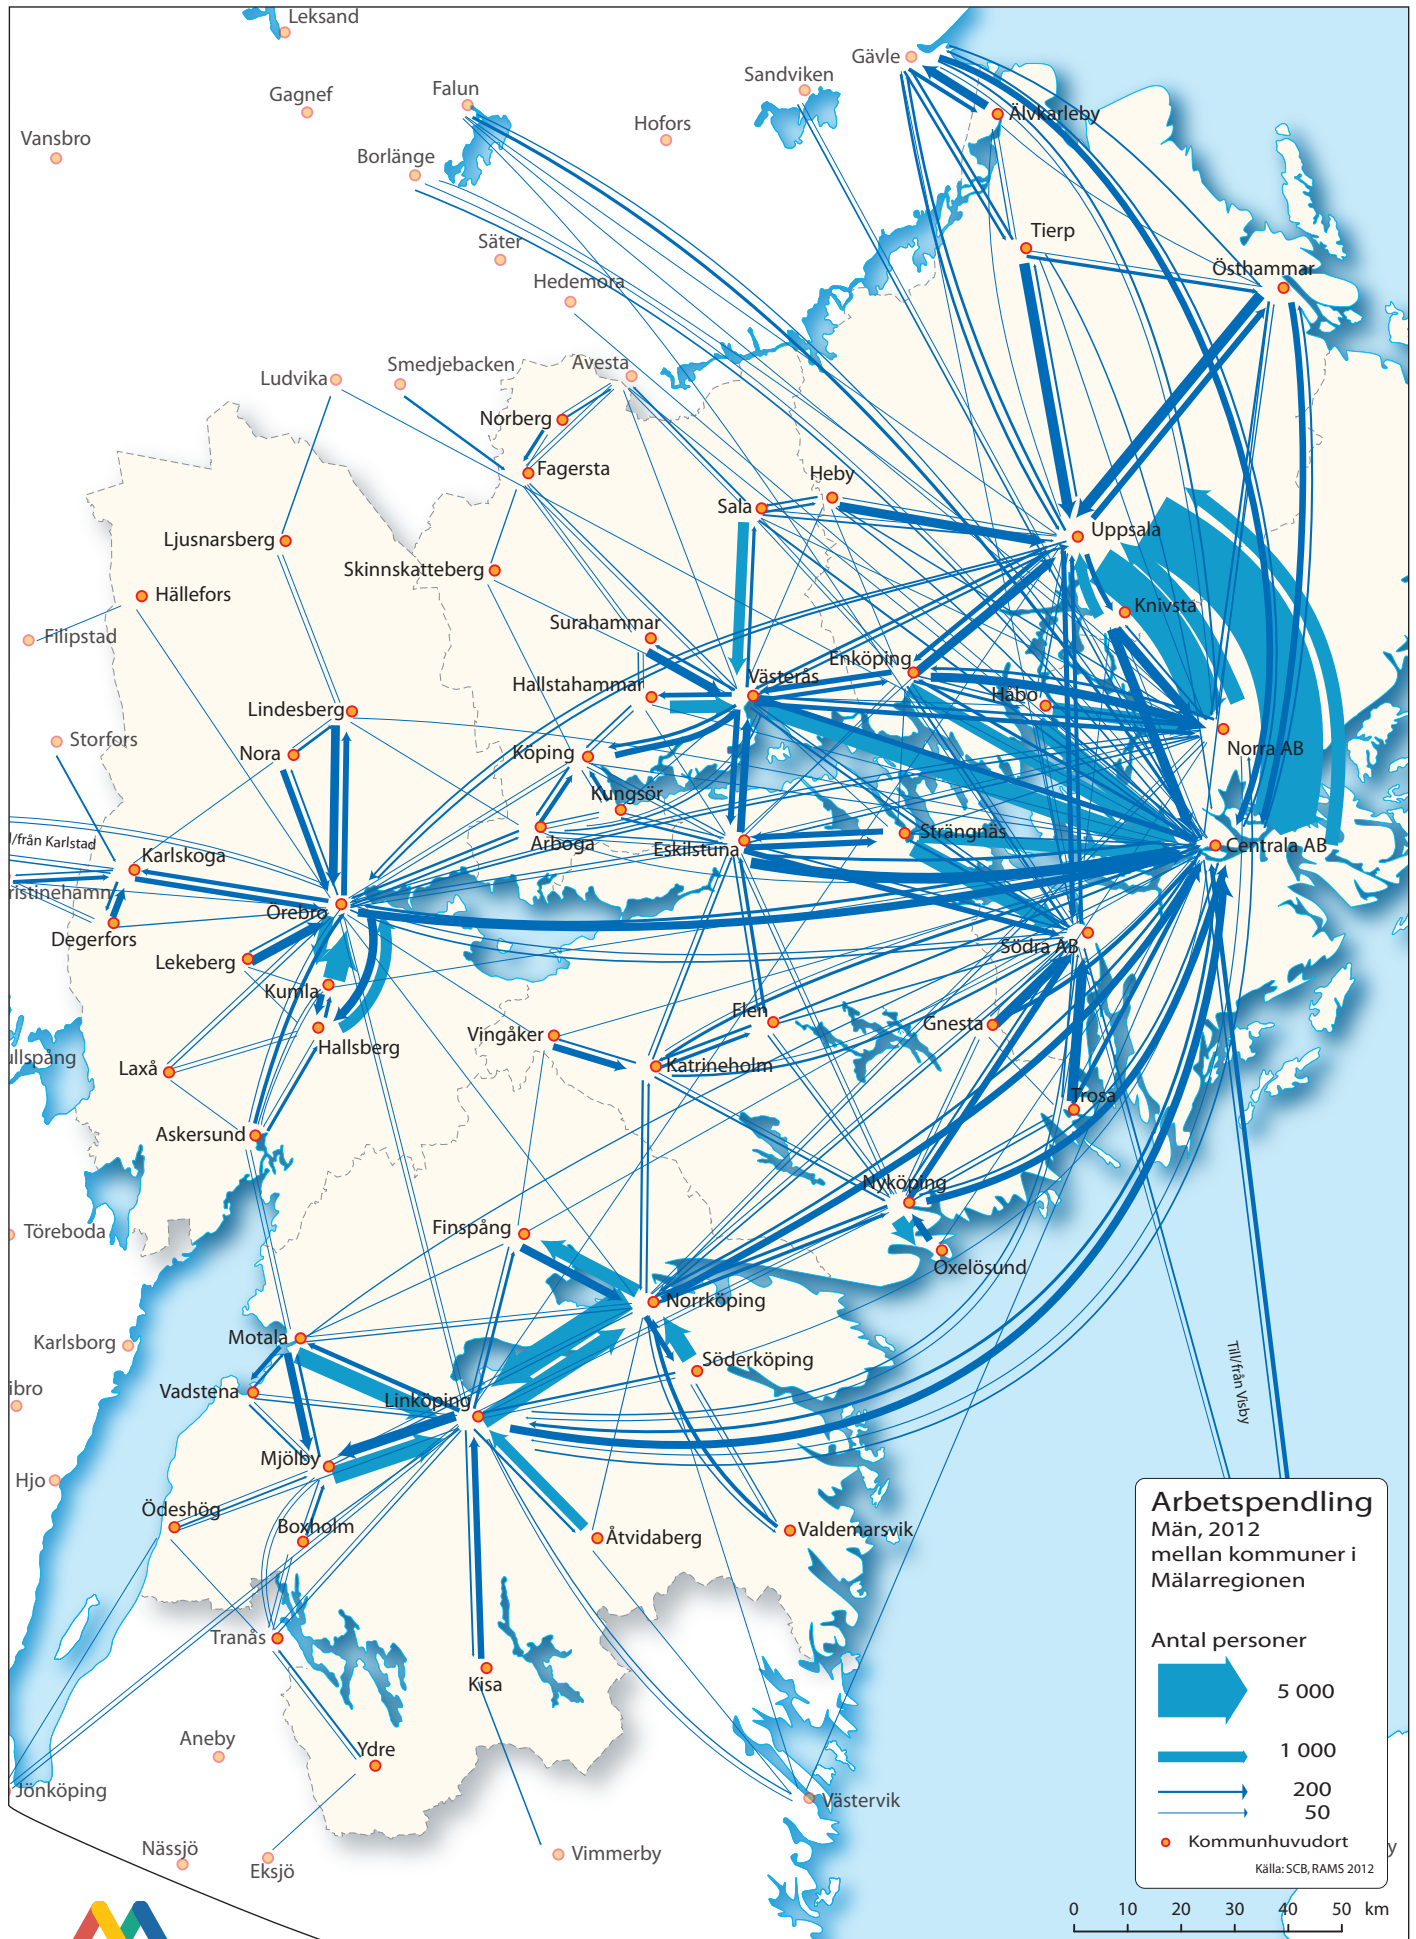 Leksand
Gävle
Sandviken
Falun
Gagnef
Älvkarleby
Hofors
Vansbro
Borlänge
Tierp
Säter
Östhammar
Hedemora
Smedjebacken
Avesta
Ludvika
Norberg
Fagersta
Heby
Sala
Uppsala
Ljusnarsberg
Skinnskatteberg
Hällefors
Knivsta
Surahammar
Filipstad
Enköping
Västerås
Hallstahammar
Håbo
Lindesberg
Storfors
Norra AB
Nora
Köping
Kungsör
Strängnäs
l/från Karlstad
Arboga
Eskilstuna
Centrala AB
Karlskoga
ristinehamn
Örebro
Degerfors
Södra AB
Lekeberg
Kumla
Flen
Gnesta
Vingåker
Hallsberg
ullspång
Laxå
Katrineholm
Trosa
Askersund
Nyköping
Töreboda
Finspång
Oxelösund
Norrköping
Motala
Karlsborg
Söderköping
Till/från Visby
ibro
Vadstena
Linköping
Mjölby
Hjo
Ödeshög
Boxholm
Åtvidaberg
Valdemarsvik
Tranås
Kisa
Aneby
Ydre
Jönköping
Västervik
Nässjö
Eksjö
Vimmerby
Arbetspendling
Män, 2012
mellan kommuner i
Mälarregionen
Antal personer
5 000
1 000
200
50
Kommunhuvudort
y
Källa: SCB, RAMS 2012
0 10 20 30 40 50 km